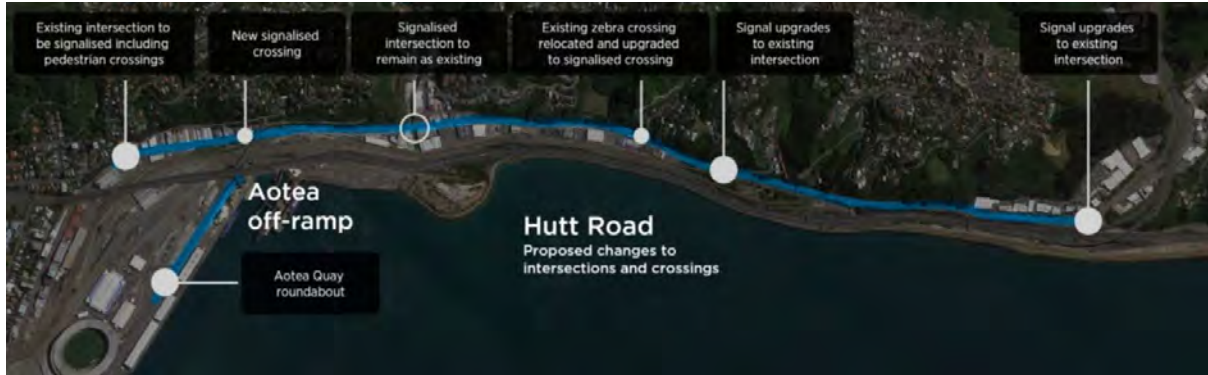 Existing intersection to
be signalised including
pedestrian crossings
New signalised
crossing
Signalised
intersection to
remain as existing
Existing zebra crossing
relocated and upgraded
to signalised crossing
Signal upgrades
to existing
intersection
Signal upgrades
to existing
intersection
Aotea
off-ramp
Hutt Road
Proposed changes to
intersections and crossings
Aotea Quay
roundabout